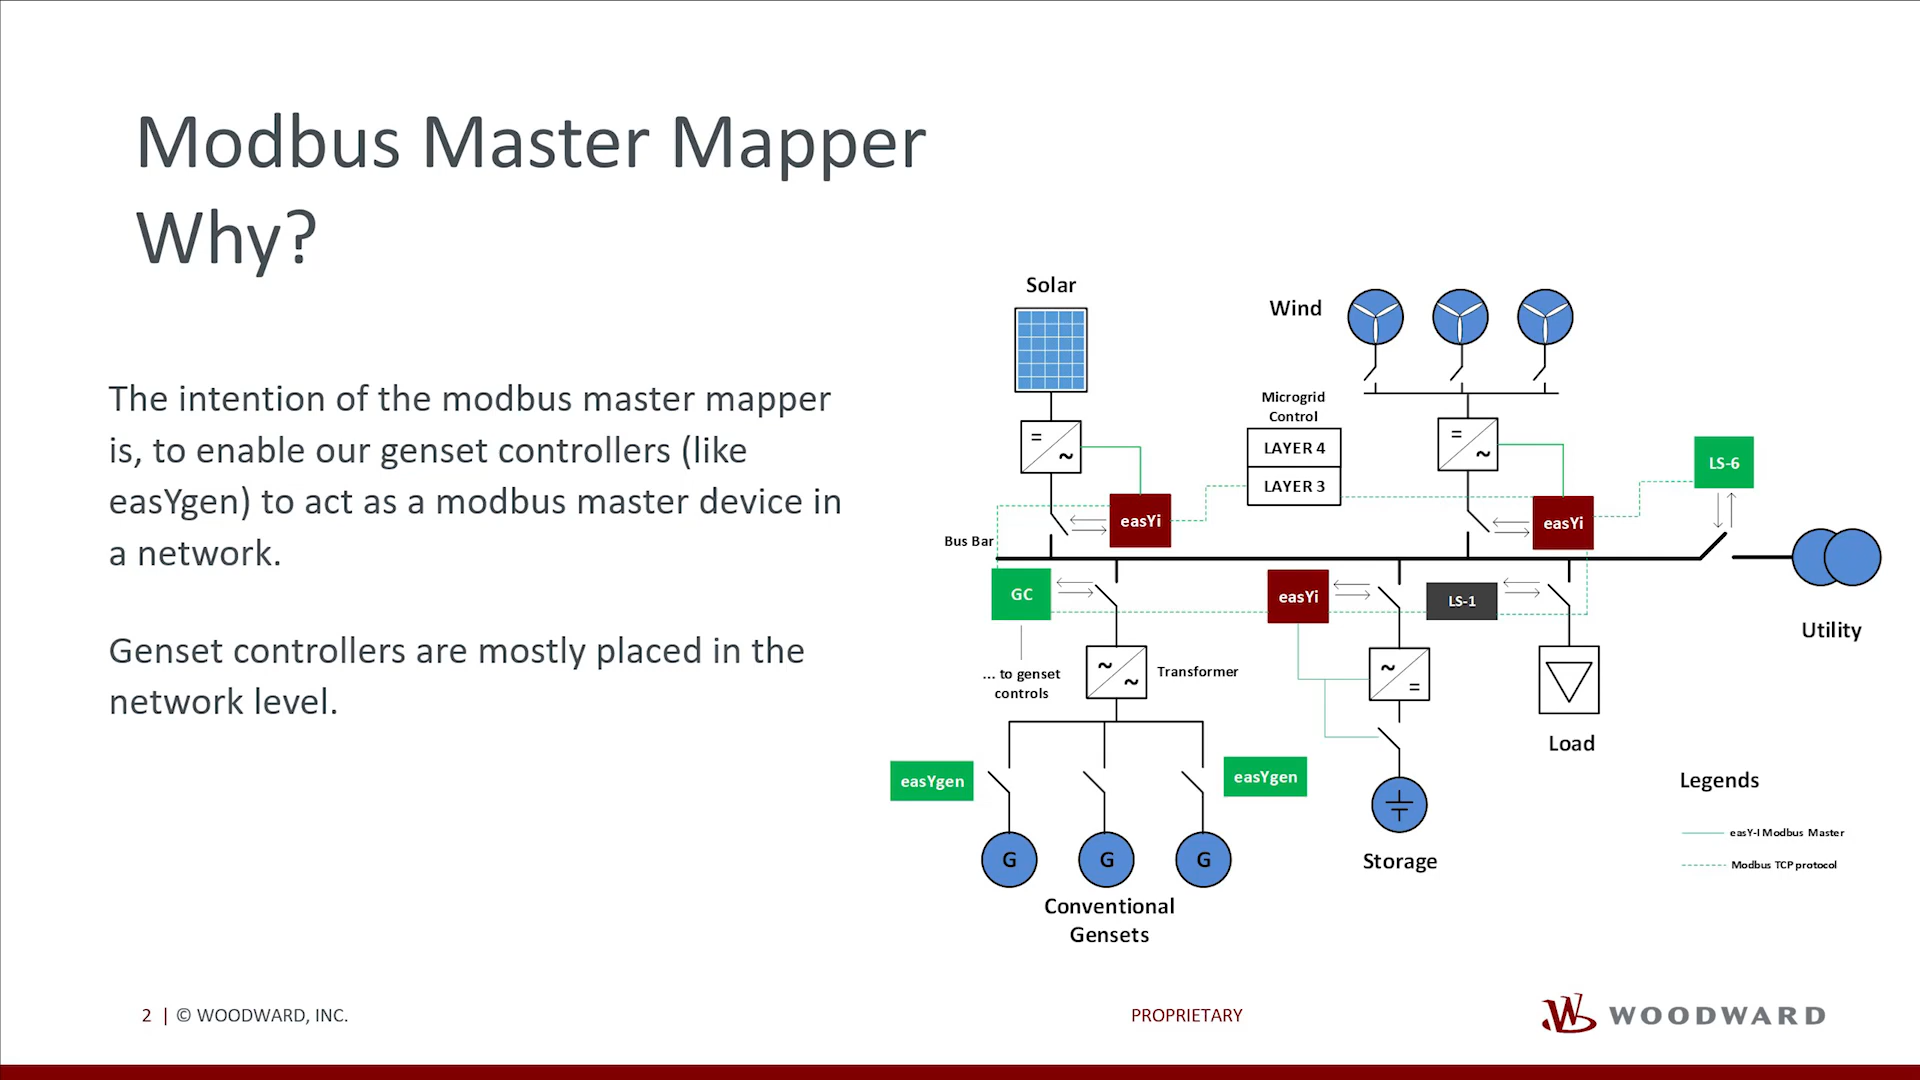 Modbus Master Mapper
Why?
The intention of the modbus master mapper
is, to enable our genset controllers (like
easYgen) to act as a modbus master device in
a network.
Genset controllers are mostly placed in the
network level.
Solar
Wind
Microgrid
Control
LAYER 4
LAYER 3
=
~
=
~
LS-6
easYi
easYi
Bus Bar
GC
easYi
LS-1
Utility
... to genset
controls
~
~
Transformer
~
=
Load
easYgen
easYgen
Legends
easY-I Modbus Master
Modbus TCP protocol
G
G
G
Storage
Conventional
Gensets
2 | © WOODWARD, INC.
PROPRIETARY
WOODWARD